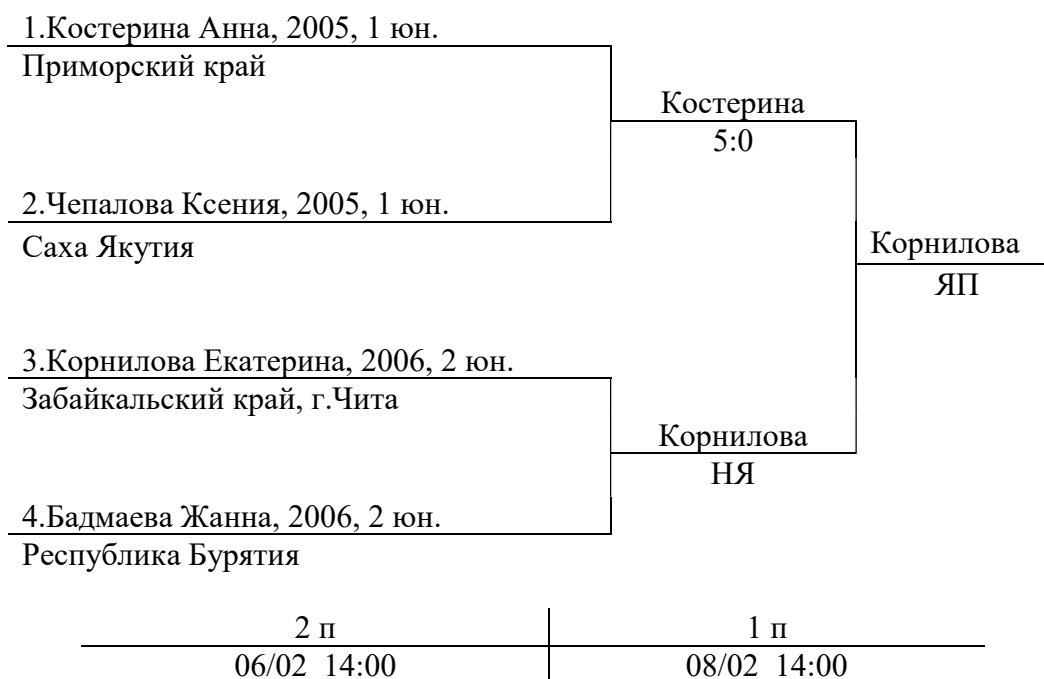 1.Костерина Анна, 2005, 1 юн.
Приморский край
Костерина
5:0
2.Чепалова Ксения, 2005, 1 юн.
Саха Якутия
Корнилова
ЯП
3.Корнилова Екатерина, 2006, 2 юн.
Забайкальский край, г.Чита
Корнилова
НЯ
4.Бадмаева Жанна, 2006, 2 юн.
Республика Бурятия
2 п 1 п
06/02 14:00 08/02 14:00